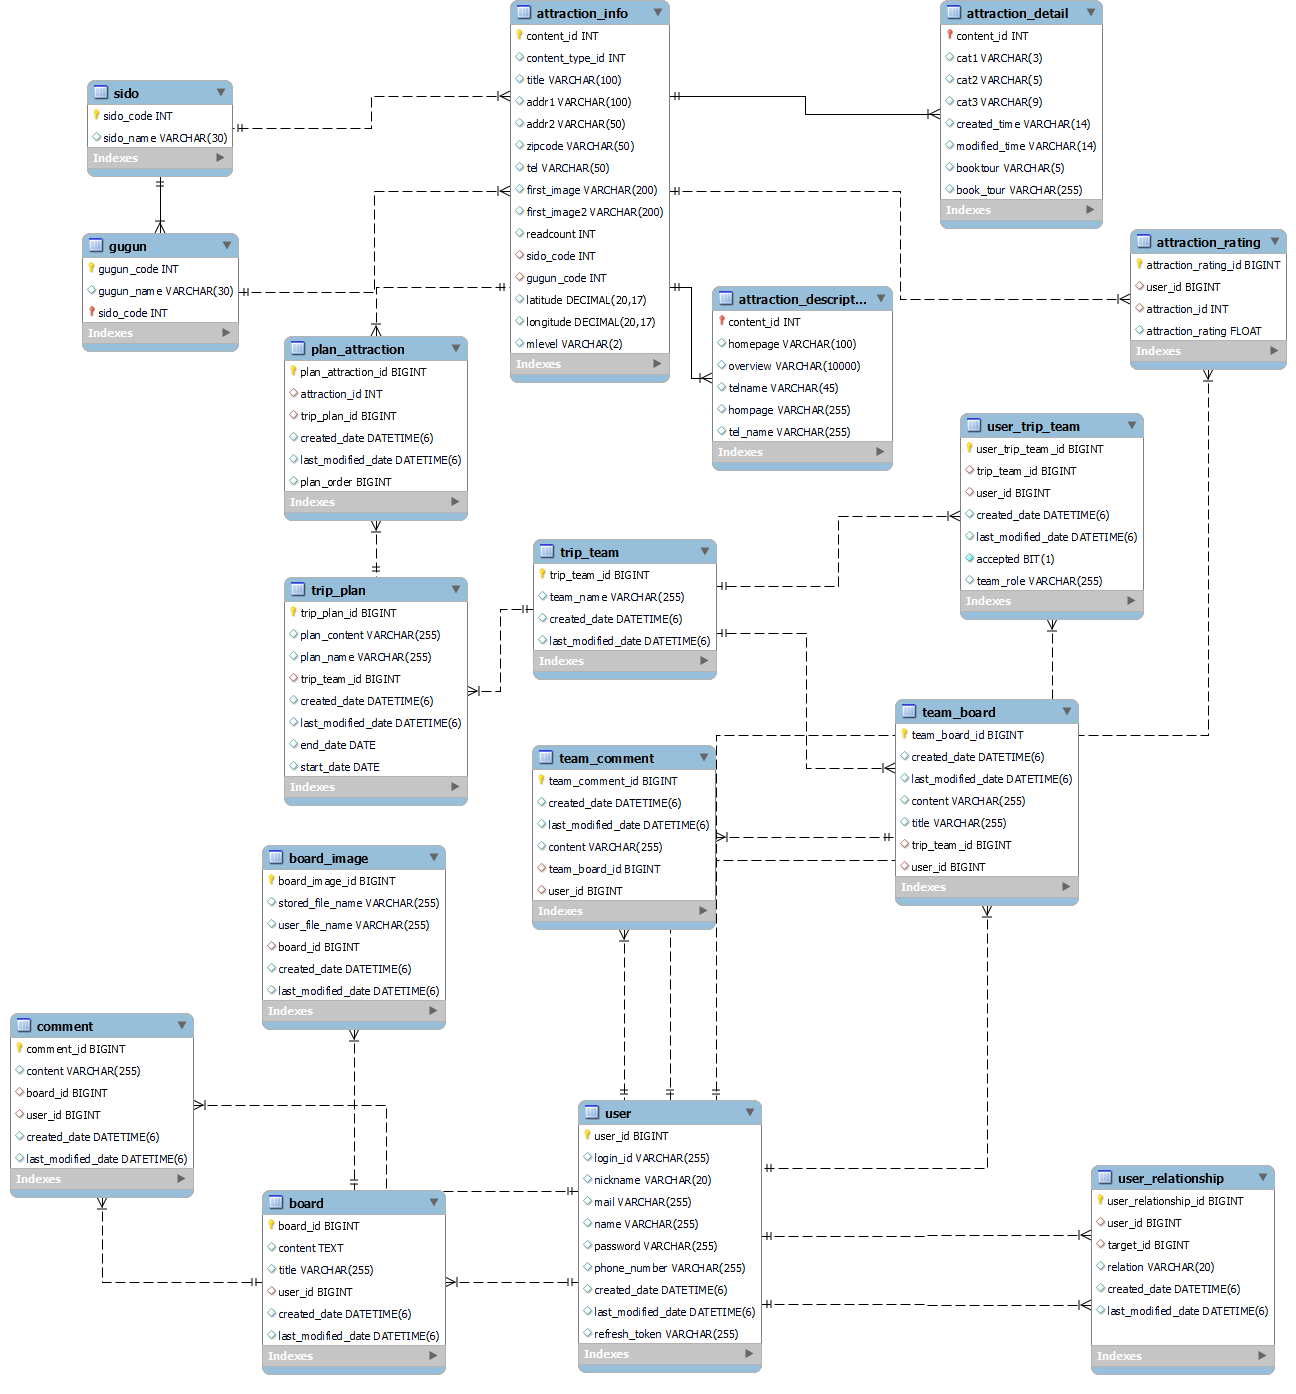 attraction_info
content_id INT
content_type_id INT
title VARCHAR(100)
addr1 VARCHAR(100)
addr2 VARCHAR(50)
zipcode VARCHAR(50)
tel VARCHAR(50)
first_image VARCHAR(200)
first_image2 VARCHAR(200)
readcount INT
sido_code INT
gugun_code INT
latitude DECIMAL(20,17)
longitude DECIMAL(20,17)
mlevel VARCHAR(2)
Indexes
attraction_detail
content_id INT
cat1 VARCHAR(3)
cat2 VARCHAR(5)
cat3 VARCHAR(9)
created_time VARCHAR(14)
modified_time VARCHAR(14)
booktour VARCHAR(5)
book_tour VARCHAR(255)
Indexes
sido
sido_code INT
sido_name VARCHAR(30)
Indexes
gugun
gugun_code INT
gugun_name VARCHAR(30)
sido_code INT
Indexes
attraction_rating
attraction_rating_id BIGINT
user_id BIGINT
attraction_id INT
attraction_rating FLOAT
Indexes
attraction_descript...
content_id INT
homepage VARCHAR(100)
overview VARCHAR(10000)
telname VARCHAR(45)
hompage VARCHAR(255)
tel_name VARCHAR(255)
Indexes
plan_attraction
plan_attraction_id BIGINT
attraction_id INT
trip_plan_id BIGINT
created_date DATETIME(6)
last_modified_date DATETIME(6)
plan_order BIGINT
Indexes
user_trip_team
user_trip_team_id BIGINT
trip_team_id BIGINT
user_id BIGINT
created_date DATETIME(6)
last_modified_date DATETIME(6)
accepted BIT(1)
team_role VARCHAR(255)
Indexes
trip_team
trip_team_id BIGINT
team_name VARCHAR(255)
created_date DATETIME(6)
last_modified_date DATETIME(6)
Indexes
trip_plan
trip_plan_id BIGINT
plan_content VARCHAR(255)
plan_name VARCHAR(255)
trip_team_id BIGINT
created_date DATETIME(6)
last_modified_date DATETIME(6)
end_date DATE
start_date DATE
Indexes
team_board
team_board_id BIGINT
created_date DATETIME(6)
last_modified_date DATETIME(6)
content VARCHAR(255)
title VARCHAR(255)
trip_team_id BIGINT
user_id BIGINT
Indexes
team_comment
team_comment_id BIGINT
created_date DATETIME(6)
last_modified_date DATETIME(6)
content VARCHAR(255)
team_board_id BIGINT
user_id BIGINT
Indexes
board_image
board_image_id BIGINT
stored_file_name VARCHAR(255)
user_file_name VARCHAR(255)
board_id BIGINT
created_date DATETIME(6)
last_modified_date DATETIME(6)
Indexes
comment
comment_id BIGINT
content VARCHAR(255)
board_id BIGINT
user_id BIGINT
created_date DATETIME(6)
last_modified_date DATETIME(6)
Indexes
board
board_id BIGINT
content TEXT
title VARCHAR(255)
user_id BIGINT
created_date DATETIME(6)
last_modified_date DATETIME(6)
Indexes
user
user_id BIGINT
login_id VARCHAR(255)
nickname VARCHAR(20)
mail VARCHAR(255)
name VARCHAR(255)
password VARCHAR(255)
phone_number VARCHAR(255)
created_date DATETIME(6)
last_modified_date DATETIME(6)
refresh_token VARCHAR(255)
Indexes
user_relationship
user_relationship_id BIGINT
user_id BIGINT
target_id BIGINT
relation VARCHAR(20)
created_date DATETIME(6)
last_modified_date DATETIME(6)
Indexes